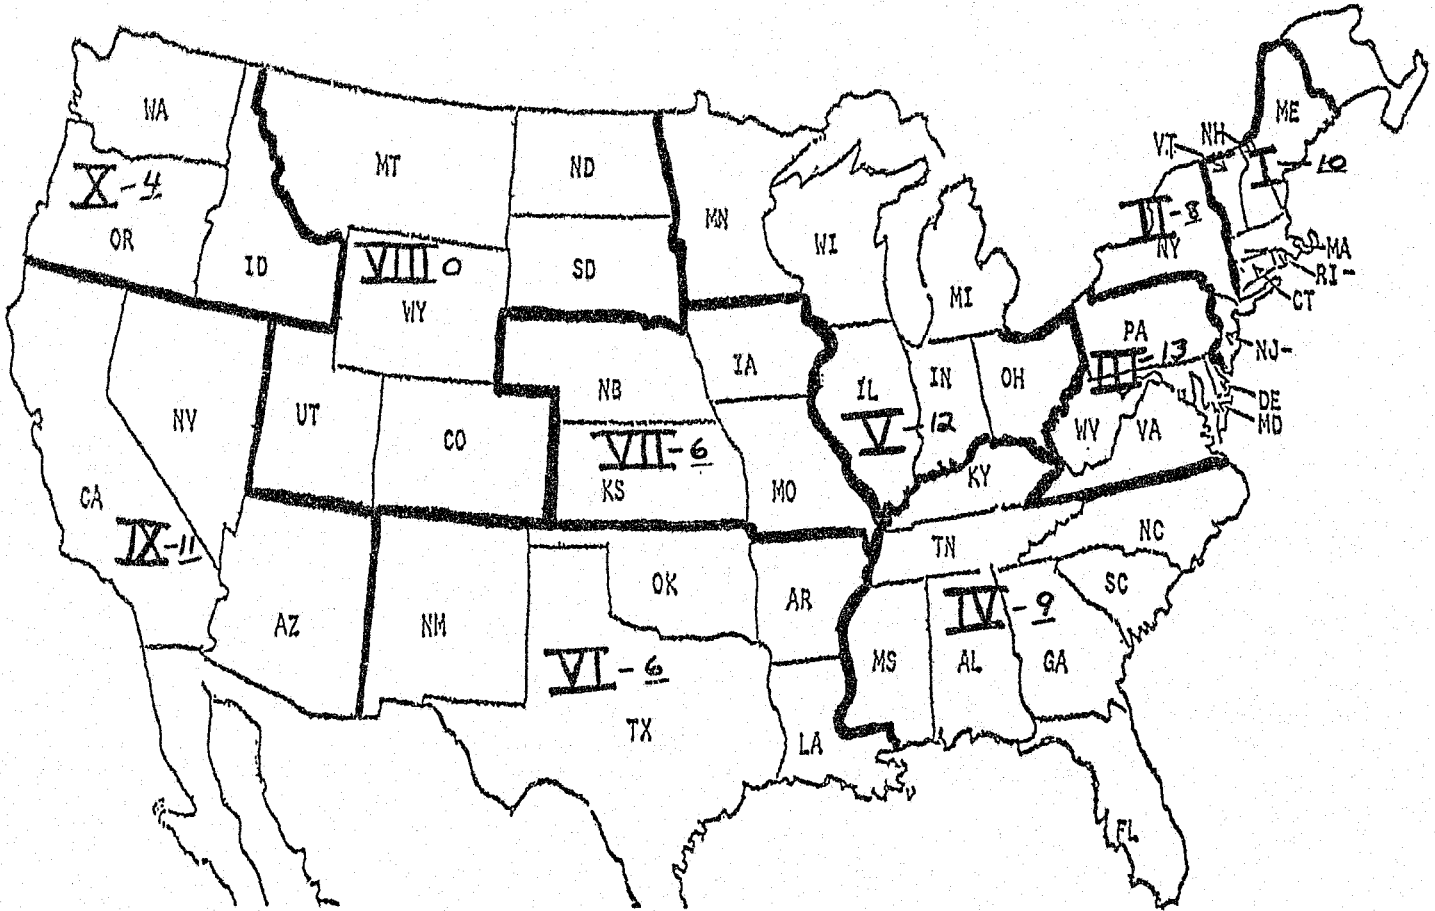 WA
X-4
OR
ID
MT
ND
VIII 0
WY
SD
MN
WI
MI
NB
IA
VII-6
KS
MO
IL
V-12
IN
OH
KY
NV
UT
CO
CA
IX-11
AZ
NM
OK
AR
VI-6
TX
LA
TN
NC
SC
IV-9
MS
AL
GA
FL
PA
III-13
WV
VA
DE
MD
NJ-
II-8
NY
V.T
NH
ME
I-10
MA
RI-
CT